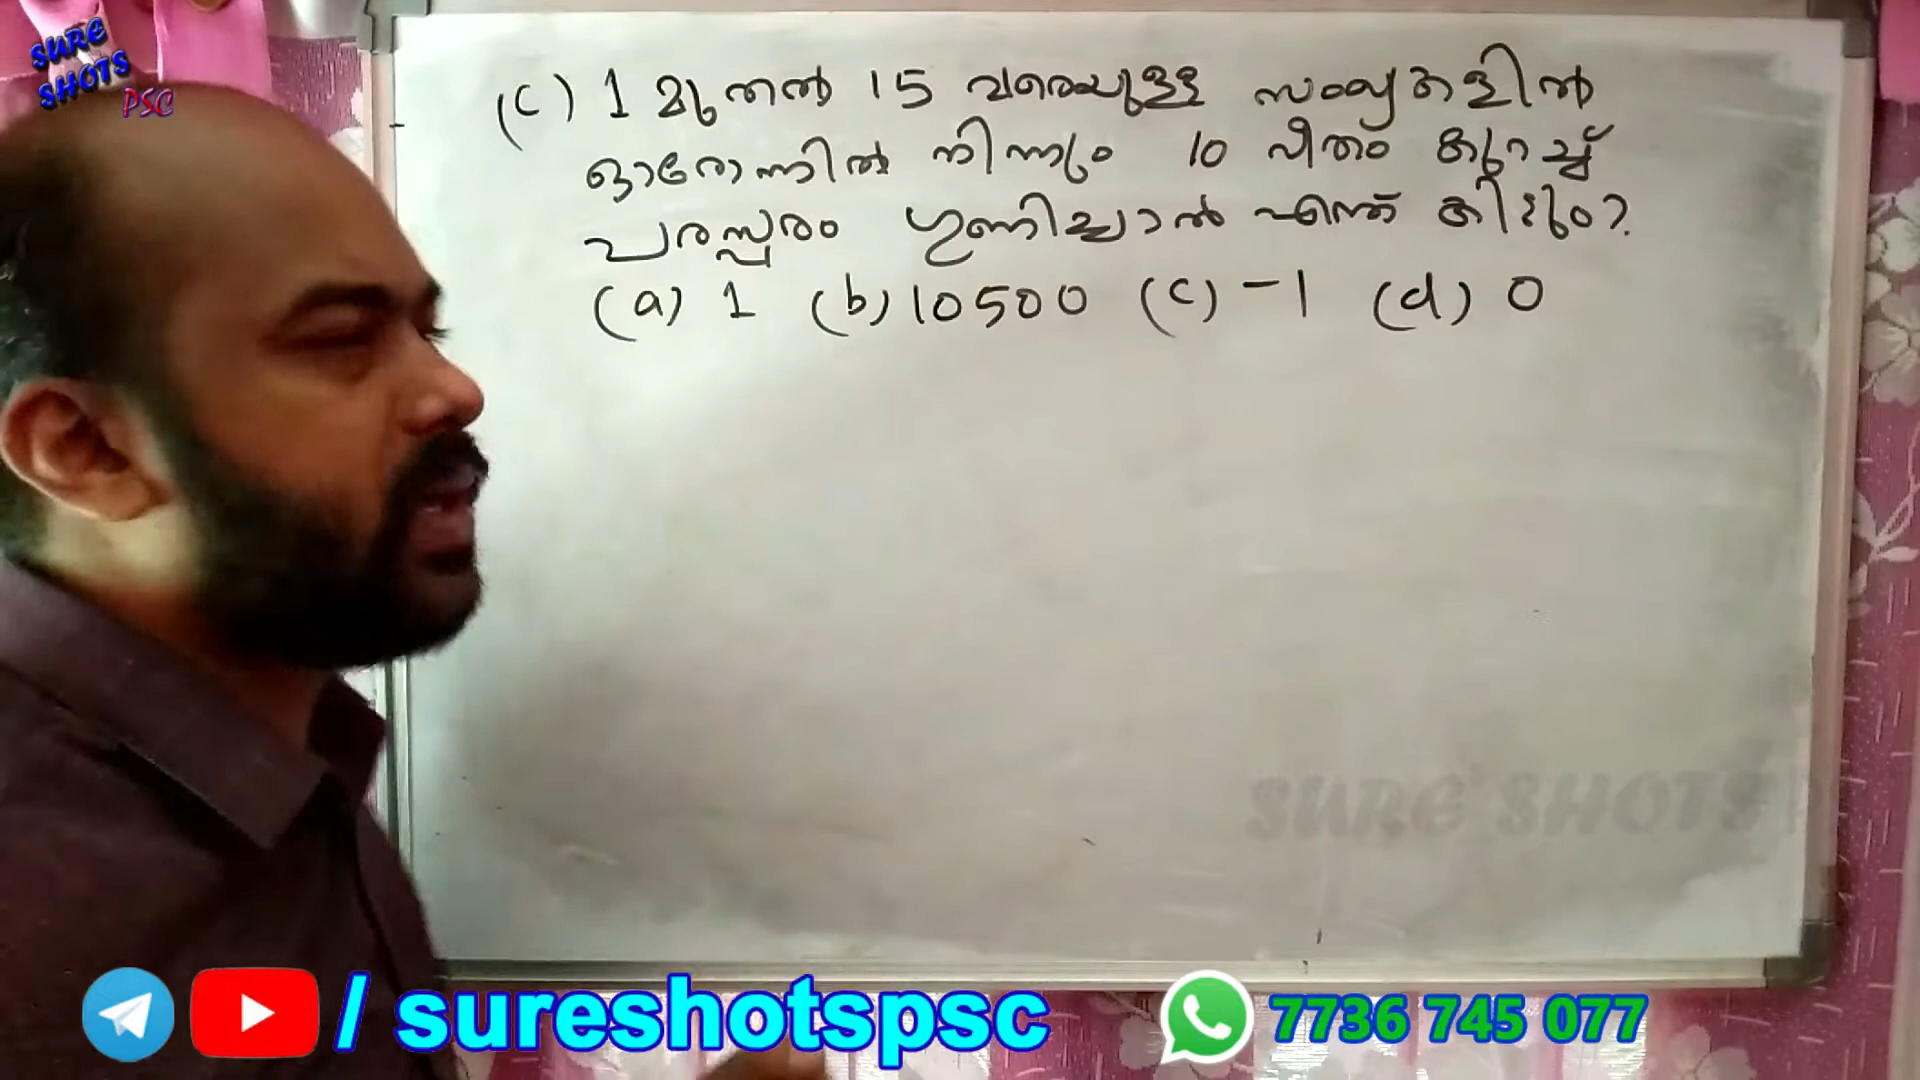 SURE
SHOTS
PSC
(c) 1 മുതൽ 15 വരെയുള്ള സംഖ്യകളിൽ
ഓരോന്നിൽ നിന്നും 10 വീതം കുറച്ച്
പരസ്പരം ഗുണിച്ചാൽ എന്ത് കിട്ടും?
(a) 1 (b) 10500 (c) -1 (d) 0
SURE SHOTS
/ sureshotspsc
7736 745 077